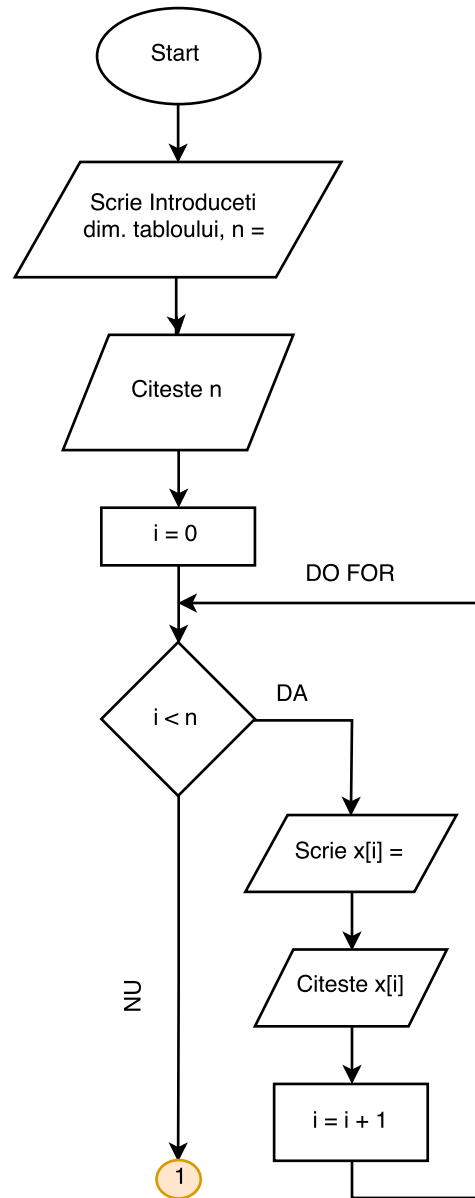 Start
Scrie Introduceti
dim. tabloului, n =
Citeste n
i = 0
DO FOR
i < n
DA
Scrie x[i] =
Citeste x[i]
NU
i = i + 1
1